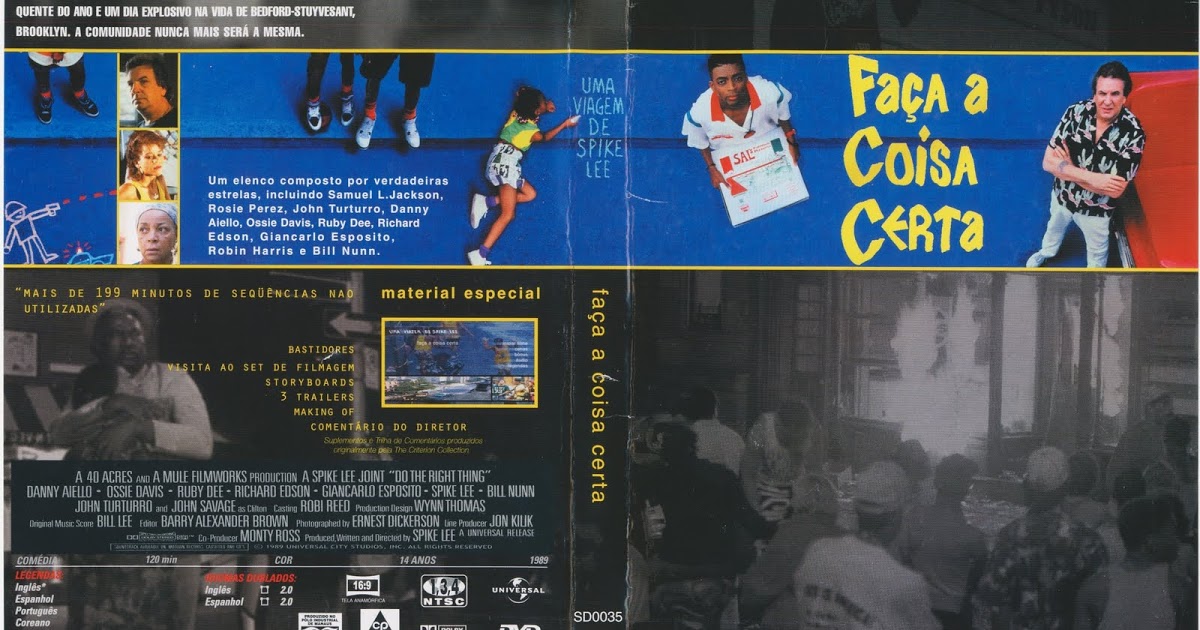 QUENTE DO ANO E UM DIA EXPLOSIVO NA VIDA DE BEDFORD-STUYVESANT,
BROOKLYN. A COMUNIDADE NUNCA MAIS SERÁ A MESMA.
Um elenco composto por verdadeiras
estrelas, incluindo Samuel L.Jackson,
Rosie Perez, John Turturro, Danny
Aiello, Ossie Davis, Ruby Dee, Richard
Edson, Giancarlo Esposito,
Robin Harris e Bill Nunn.
"MAIS DE 199 MINUTOS DE SEQÜÊNCIAS NAO
UTILIZADAS"
material especial
BASTIDORES
VISITA AO SET DE FILMAGEM
STORYBOARDS
3 TRAILERS
MAKING OF
COMENTÁRIO DO DIRETOR
Suplementos e Trilha de Comentários produzidos
originalmente pela The Criterion Collection
A 40 ACRES AND A MULE FILMWORKS PRODUCTION A SPIKE LEE JOINT "DO THE RIGHT THING"
DANNY AIELLO - OSSIE DAVIS - RUBY DEE - RICHARD EDSON - GIANCARLO ESPOSITO - SPIKE LEE - BILL NUNN
JOHN TURTURRO and JOHN SAVAGE as Clifton Casting ROBI REED Production Design WYNN THOMAS
Original Music Score BILL LEE Editor BARRY ALEXANDER BROWN Photographed by ERNEST DICKERSON Line Producer JON KILIK
Co-Producer MONTY ROSS Produced, Written and Directed by SPIKE LEE A UNIVERSAL RELEASE
© 1989 UNIVERSAL CITY STUDIOS, INC. ALL RIGHTS RESERVED
COMÉDIA 120 min COR 14 ANOS 1989
LEGENDAS:
Inglês*
Espanhol
Português
Coreano
DUBLADOS:
Inglês 2.0
Espanhol 2.0
16:9
TELA ANAMÓRFICA
NTSC
UNIVERSAL
PRODUZIDO NO
PÓLO INDUSTRIAL
DE MANAUS
UMA
VIAGEM
DE
SPIKE
LEE
faça a coisa certa
SD0035
SAL'
FAÇA A
COISA
CERTA